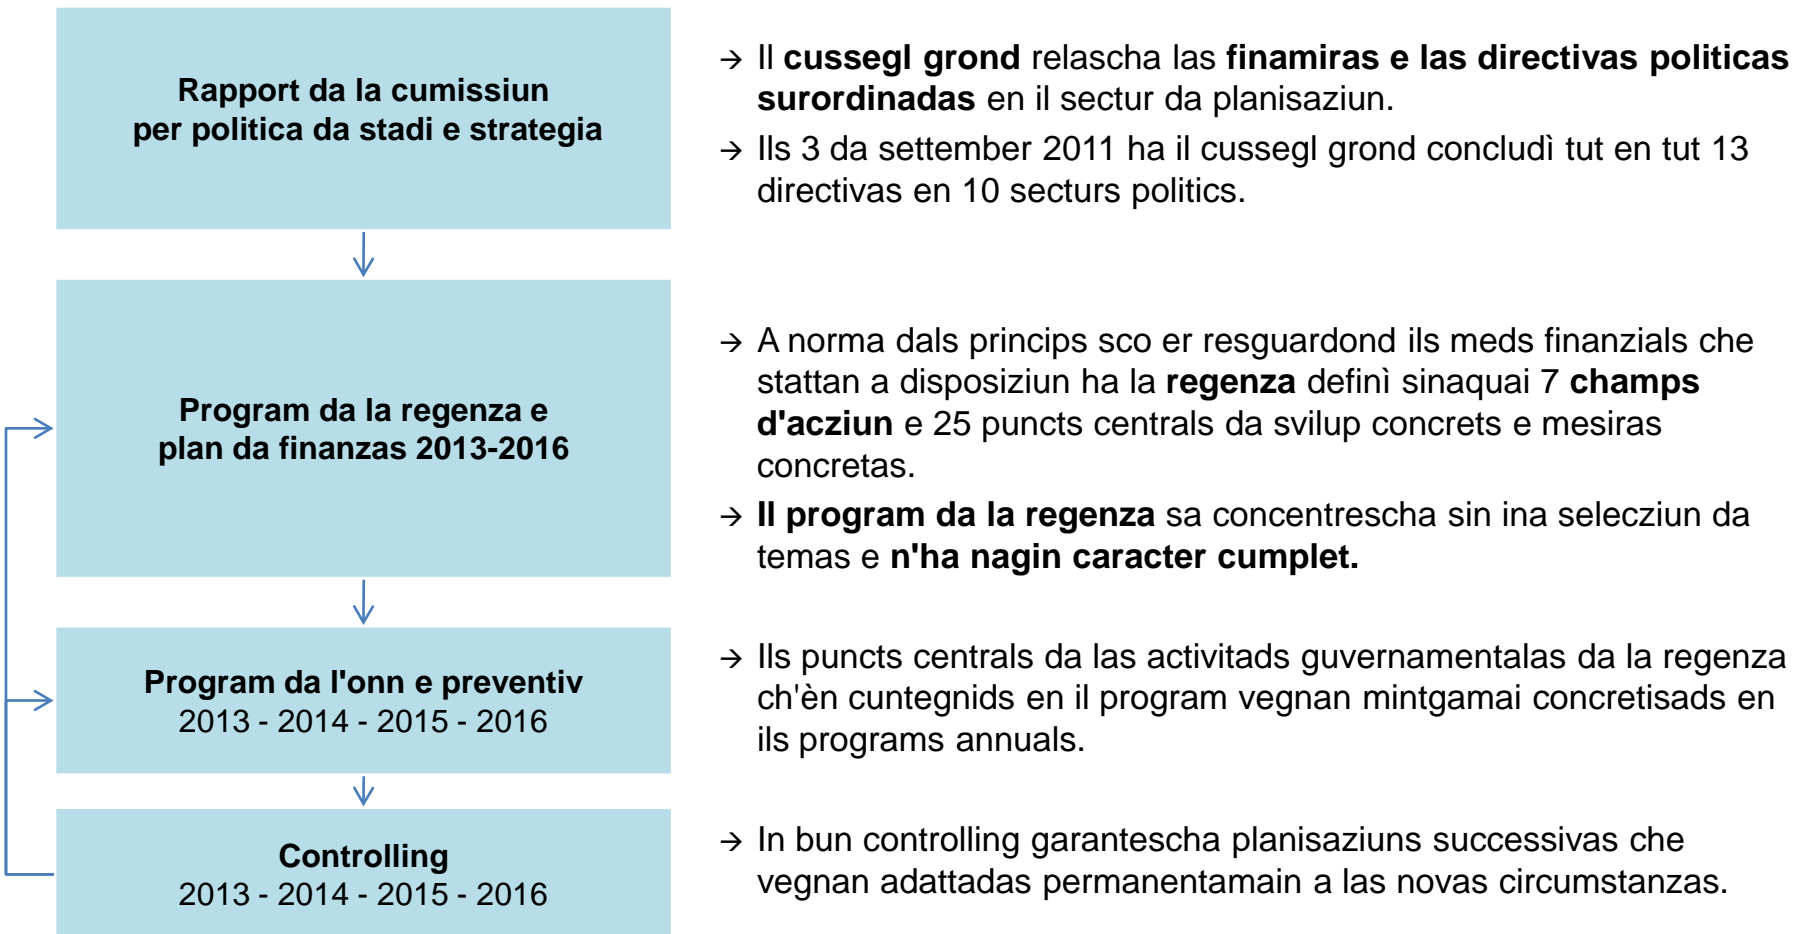 Rapport da la cumissiun
per politica da stadi e strategia
→ Il cussegl grond relascha las finamiras e las directivas politicas
surordinadas en il sectur da planisaziun.
→ Ils 3 da settember 2011 ha il cussegl grond concludì tut en tut 13
directivas en 10 secturs politics.
Program da la regenza e
plan da finanzas 2013-2016
→ A norma dals princips sco er resguardond ils meds finanzials che
stattan a disposiziun ha la regenza definì sinaquai 7 champs
d'acziun e 25 puncts centrals da svilup concrets e mesiras
concretas.
→ Il program da la regenza sa concentrescha sin ina selecziun da
temas e n'ha nagin caracter cumplet.
Program da l'onn e preventiv
2013 - 2014 - 2015 - 2016
→ Ils puncts centrals da las activitads guvernamentalas da la regenza
ch'èn cuntegnids en il program vegnan mintgamai concretisads en
ils programs annuals.
Controlling
2013 - 2014 - 2015 - 2016
→ In bun controlling garantescha planisaziuns successivas che
vegnan adattadas permanentamain a las novas circumstanzas.